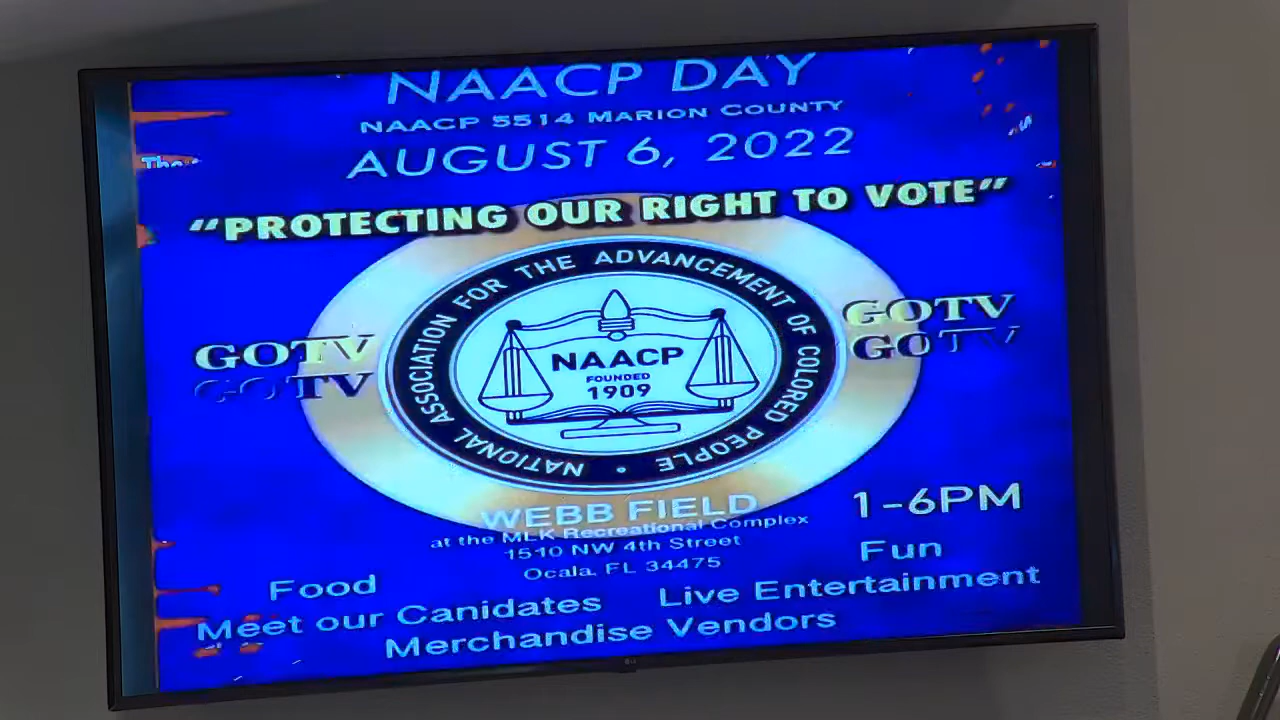 NAACP DAY
NAACP 5514 MARION COUNTY
AUGUST 6, 2022
"PROTECTING OUR RIGHT TO VOTE"
NATIONAL ASSOCIATION FOR THE ADVANCEMENT OF COLORED PEOPLE •
NAACP
FOUNDED
1909
GOTV
GOTV
GOTV
GOTV
WEBB FIELD
1-6PM
at the MLK Recreational Complex
1510 NW 4th Street
Ocala, FL 34475
Food
Fun
Meet our Canidates
Live Entertainment
Merchandise Vendors
LG